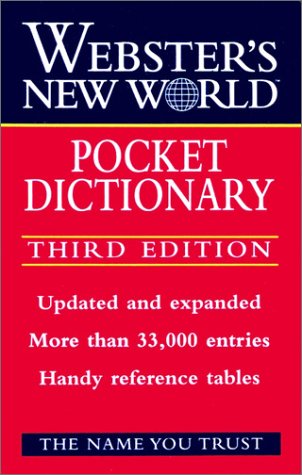 WEBSTER'S
NEW WORLD™
POCKET
DICTIONARY
THIRD EDITION
Updated and expanded
More than 33,000 entries
Handy reference tables
THE NAME YOU TRUST